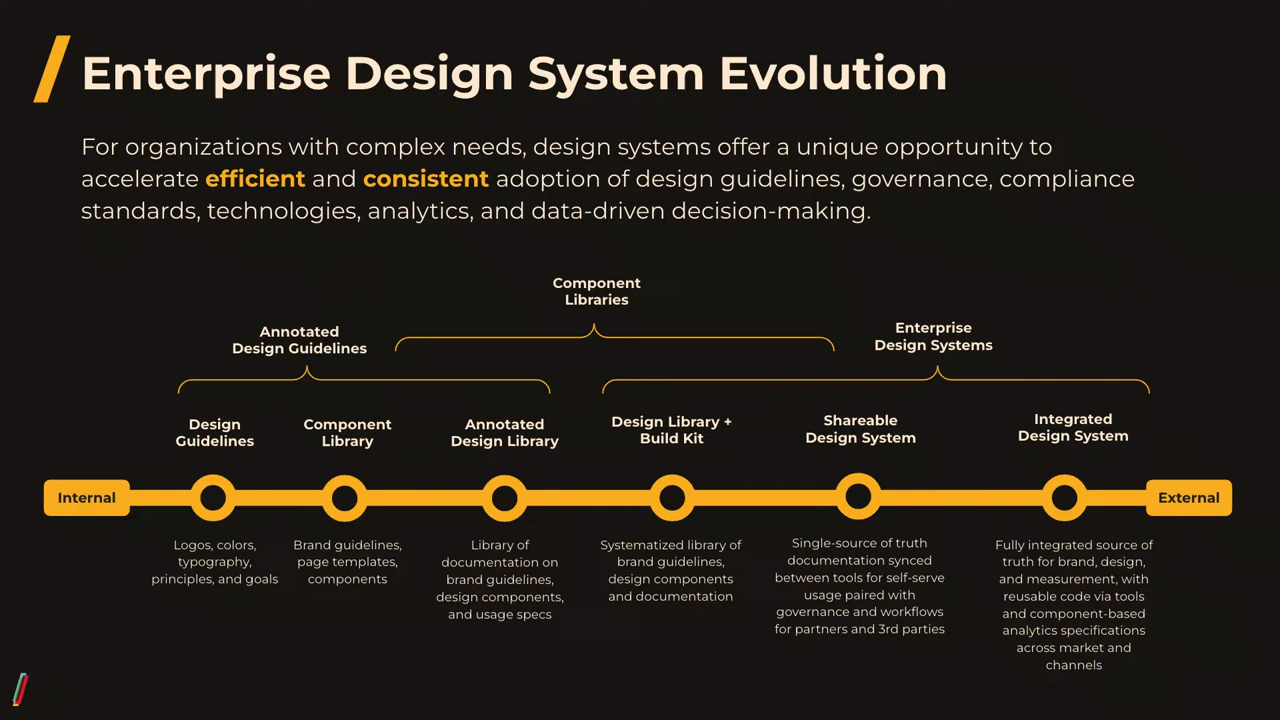 Enterprise Design System Evolution
For organizations with complex needs, design systems offer a unique opportunity to
accelerate efficient and consistent adoption of design guidelines, governance, compliance
standards, technologies, analytics, and data-driven decision-making.
Component
Libraries
Annotated
Design Guidelines
Enterprise
Design Systems
Design
Guidelines
Component
Library
Annotated
Design Library
Design Library +
Build Kit
Shareable
Design System
Integrated
Design System
Internal
External
Logos, colors,
typography,
principles, and goals
Brand guidelines,
page templates,
components
Library of
documentation on
brand guidelines,
design components,
and usage specs
Systematized library of
brand guidelines,
design components
and documentation
Single-source of truth
documentation synced
between tools for self-serve
usage paired with
governance and workflows
for partners and 3rd parties
Fully integrated source of
truth for brand, design,
and measurement, with
reusable code via tools
and component-based
analytics specifications
across market and
channels